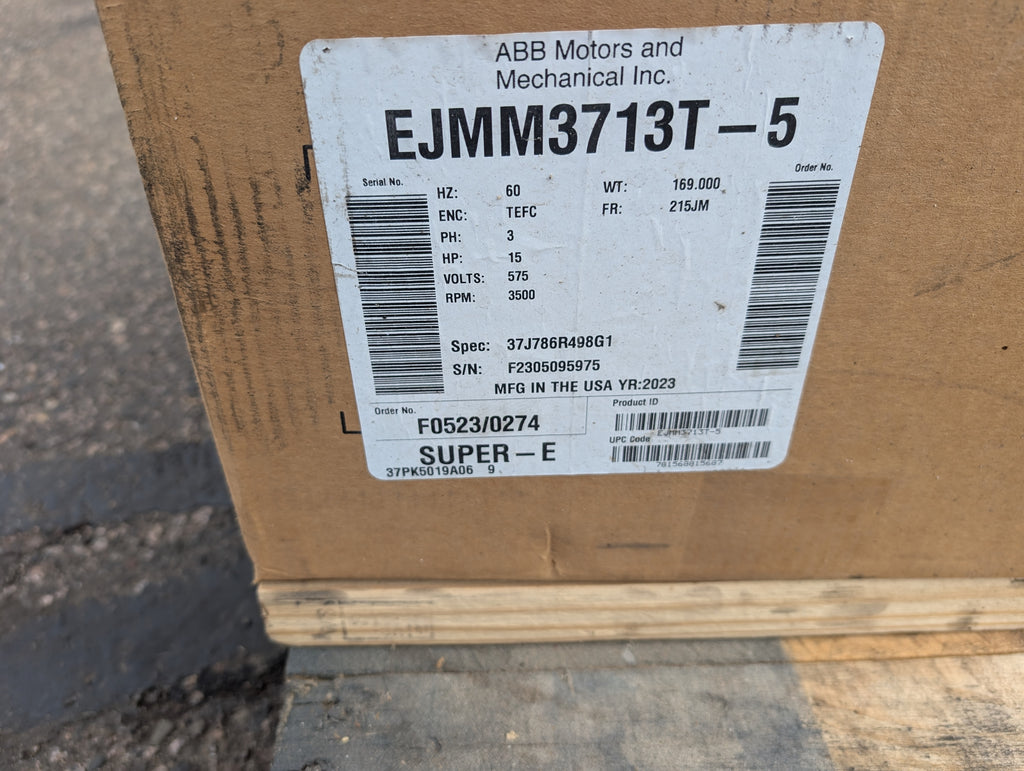 ABB Motors and
Mechanical Inc.
EJMM3713T-5
Serial No.
Order No.
HZ: 60
WT: 169.000
ENC: TEFC
FR: 215JM
PH: 3
HP: 15
VOLTS: 575
RPM: 3500
Spec: 37J786R498G1
S/N: F2305095975
MFG IN THE USA YR:2023
Order No.
F0523/0274
SUPER-E
37PK5019A06 9
Product ID
EJMM3713T-5
UPC Code
781568815687